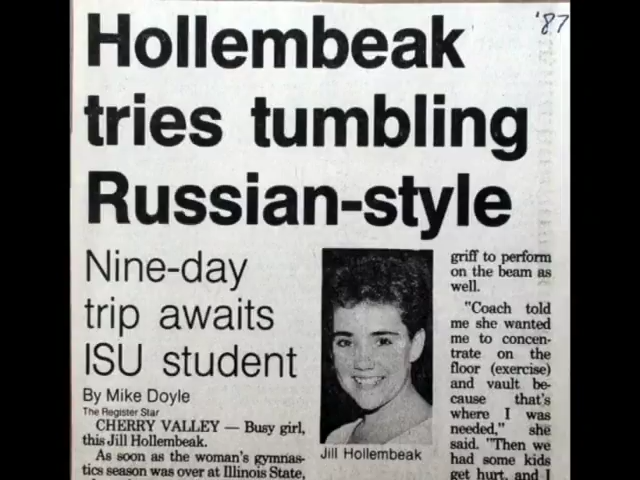 '87
Hollembeak
tries tumbling
Russian-style
Nine-day
trip awaits
ISU student
By Mike Doyle
The Register Star
CHERRY VALLEY — Busy girl,
this Jill Hollembeak.
As soon as the woman's gymnas-
tics season was over at Illinois State,
Jill Hollembeak
griff to perform
on the beam as
well.
"Coach told
me she wanted
me to concen-
trate on the
floor (exercise)
and vault be-
cause that's
where I was
needed," she
said. "Then we
had some kids
get hurt, and I